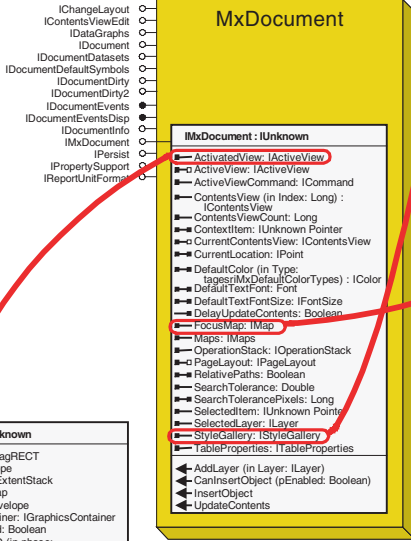 IChangeLayout
IContentsViewEdit
IDataGraphs
IDocument
IDocumentDatasets
IDocumentDefaultSymbols
IDocumentDirty
IDocumentDirty2
IDocumentEvents
IDocumentEventsDisp
IDocumentInfo
IMxDocument
IPersist
IPropertySupport
IReportUnitFormat
MxDocument
IMxDocument : IUnknown
ActivatedView: IActiveView
ActiveView: IActiveView
ActiveViewCommand: ICommand
ContentsView (in Index: Long) :
IContentsView
ContentsViewCount: Long
ContextItem: IUnknown Pointer
CurrentContentsView: IContentsView
CurrentLocation: IPoint
DefaultColor (in Type:
tagesriMxDefaultColorTypes) : IColor
DefaultTextFont: Font
DefaultTextFontSize: IFontSize
DelayUpdateContents: Boolean
FocusMap: IMap
Maps: IMaps
OperationStack: IOperationStack
PageLayout: IPageLayout
RelativePaths: Boolean
SearchTolerance: Double
SearchTolerancePixels: Long
SelectedItem: IUnknown Pointer
SelectedLayer: ILayer
StyleGallery: IStyleGallery
TableProperties: ITableProperties
AddLayer (in Layer: ILayer)
CanInsertObject (pEnabled: Boolean)
InsertObject
UpdateContents
known
agRECT
pe
ExtentStack
ap
velope
iner: IGraphicsContainer
d: Boolean